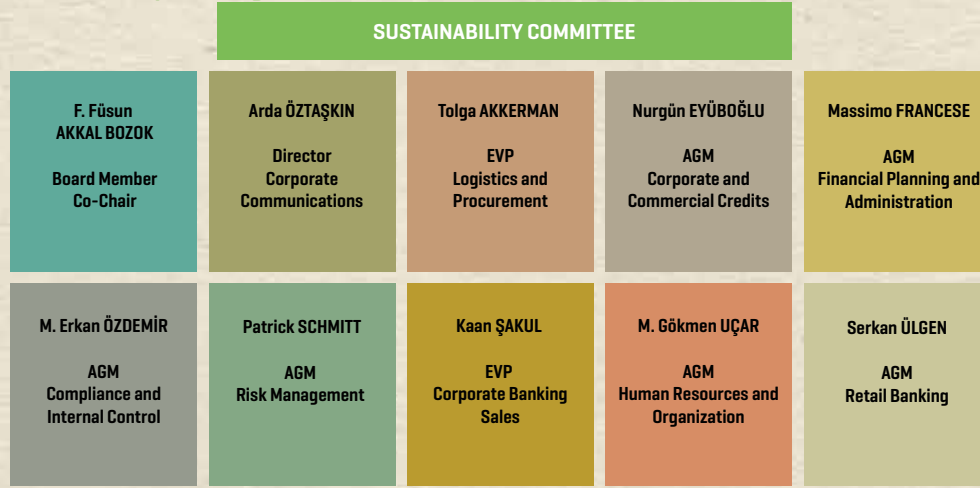 SUSTAINABILITY COMMITTEE
F. Füsun
AKKAL BOZOK
Board Member
Co-Chair
Arda ÖZTAŞKIN
Director
Corporate
Communications
Tolga AKKERMAN
EVP
Logistics and
Procurement
Nurgün EYÜBOĞLU
AGM
Corporate and
Commercial Credits
Massimo FRANCESE
AGM
Financial Planning and
Administration
M. Erkan ÖZDEMİR
AGM
Compliance and
Internal Control
Patrick SCHMITT
AGM
Risk Management
Kaan ŞAKUL
EVP
Corporate Banking
Sales
M. Gökmen UÇAR
AGM
Human Resources and
Organization
Serkan ÜLGEN
AGM
Retail Banking